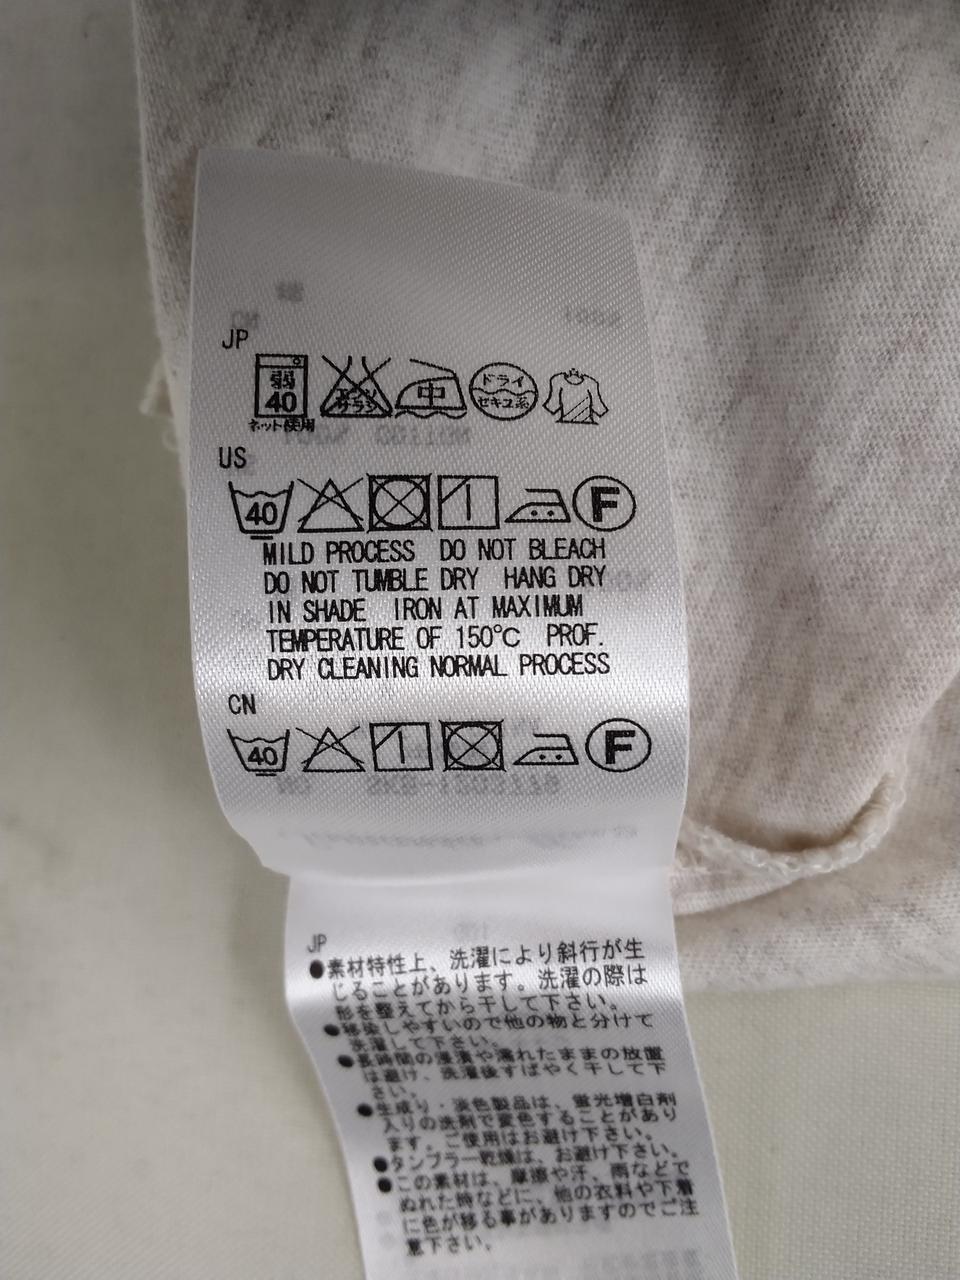 JP
弱
40
ネット使用
エンソ
サラシ
中
ドライ
セキユ系
US
40
F
MILD PROCESS DO NOT BLEACH
DO NOT TUMBLE DRY HANG DRY
IN SHADE IRON AT MAXIMUM
TEMPERATURE OF 150℃ PROF.
DRY CLEANING NORMAL PROCESS
CN
40
F
JP
●素材特性上、洗濯により斜行が生
じることがあります。洗濯の際は
形を整えてから干して下さい。
●移染しやすいので他の物と分けて
洗濯して下さい。
●長時間の浸漬や濡れたままの放置
は避け、洗濯後すばやく干して下
さい。
●生成り・淡色製品は、蛍光増白剤
入りの洗剤で変色することがあり
ます。ご使用はお避け下さい。
●タンブラー乾燥は、お避け下さい。
●この素材は、摩擦や汗、雨などで
ぬれた時などに、他の衣料や下着
に色が移る事がありますのでご注
意下さい。